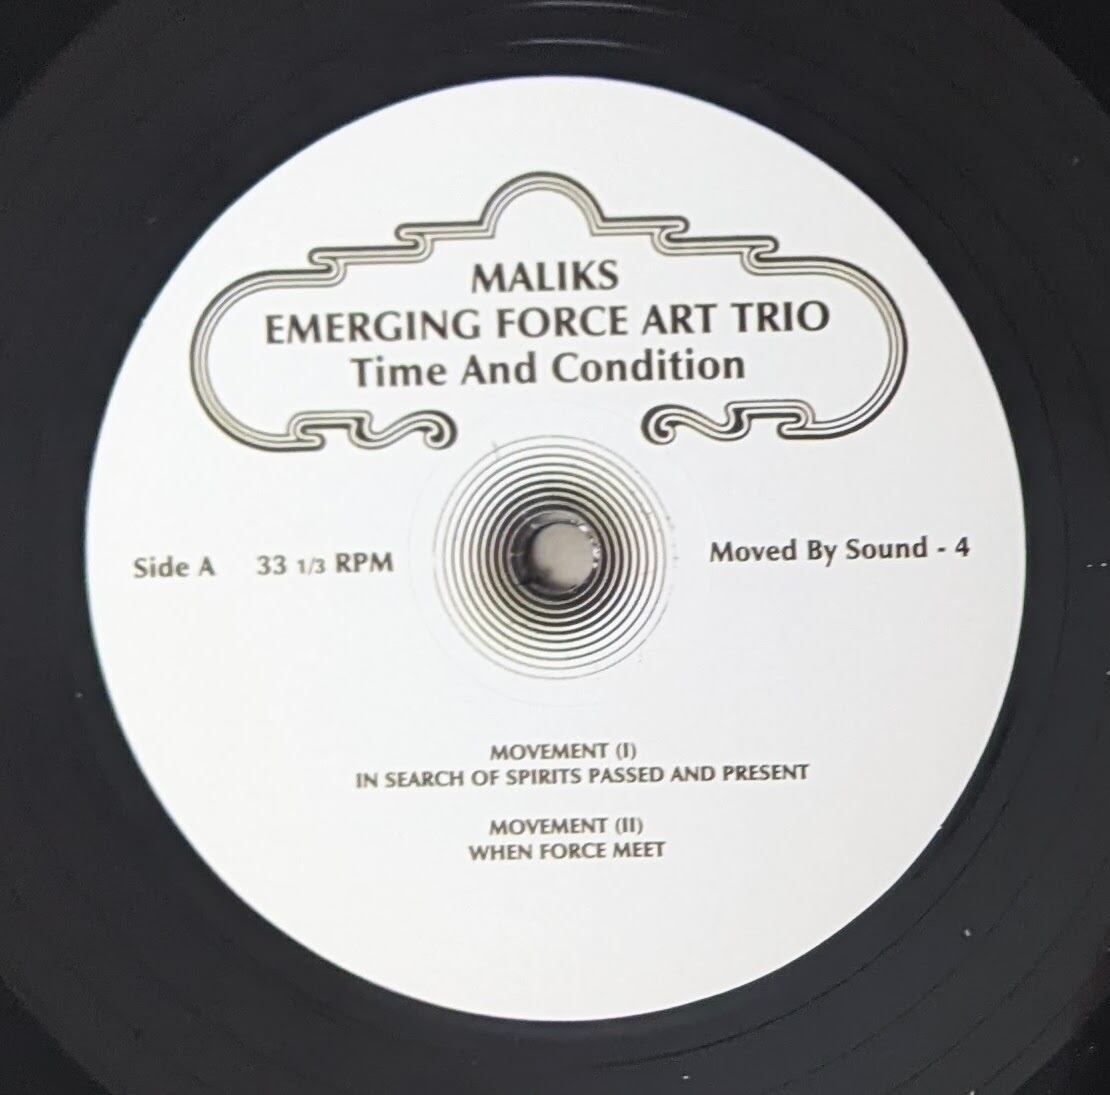 MALIKS
EMERGING FORCE ART TRIO
Time And Condition
Side A 33 1/3 RPM
Moved By Sound - 4
MOVEMENT (I)
IN SEARCH OF SPIRITS PASSED AND PRESENT
MOVEMENT (II)
WHEN FORCE MEET